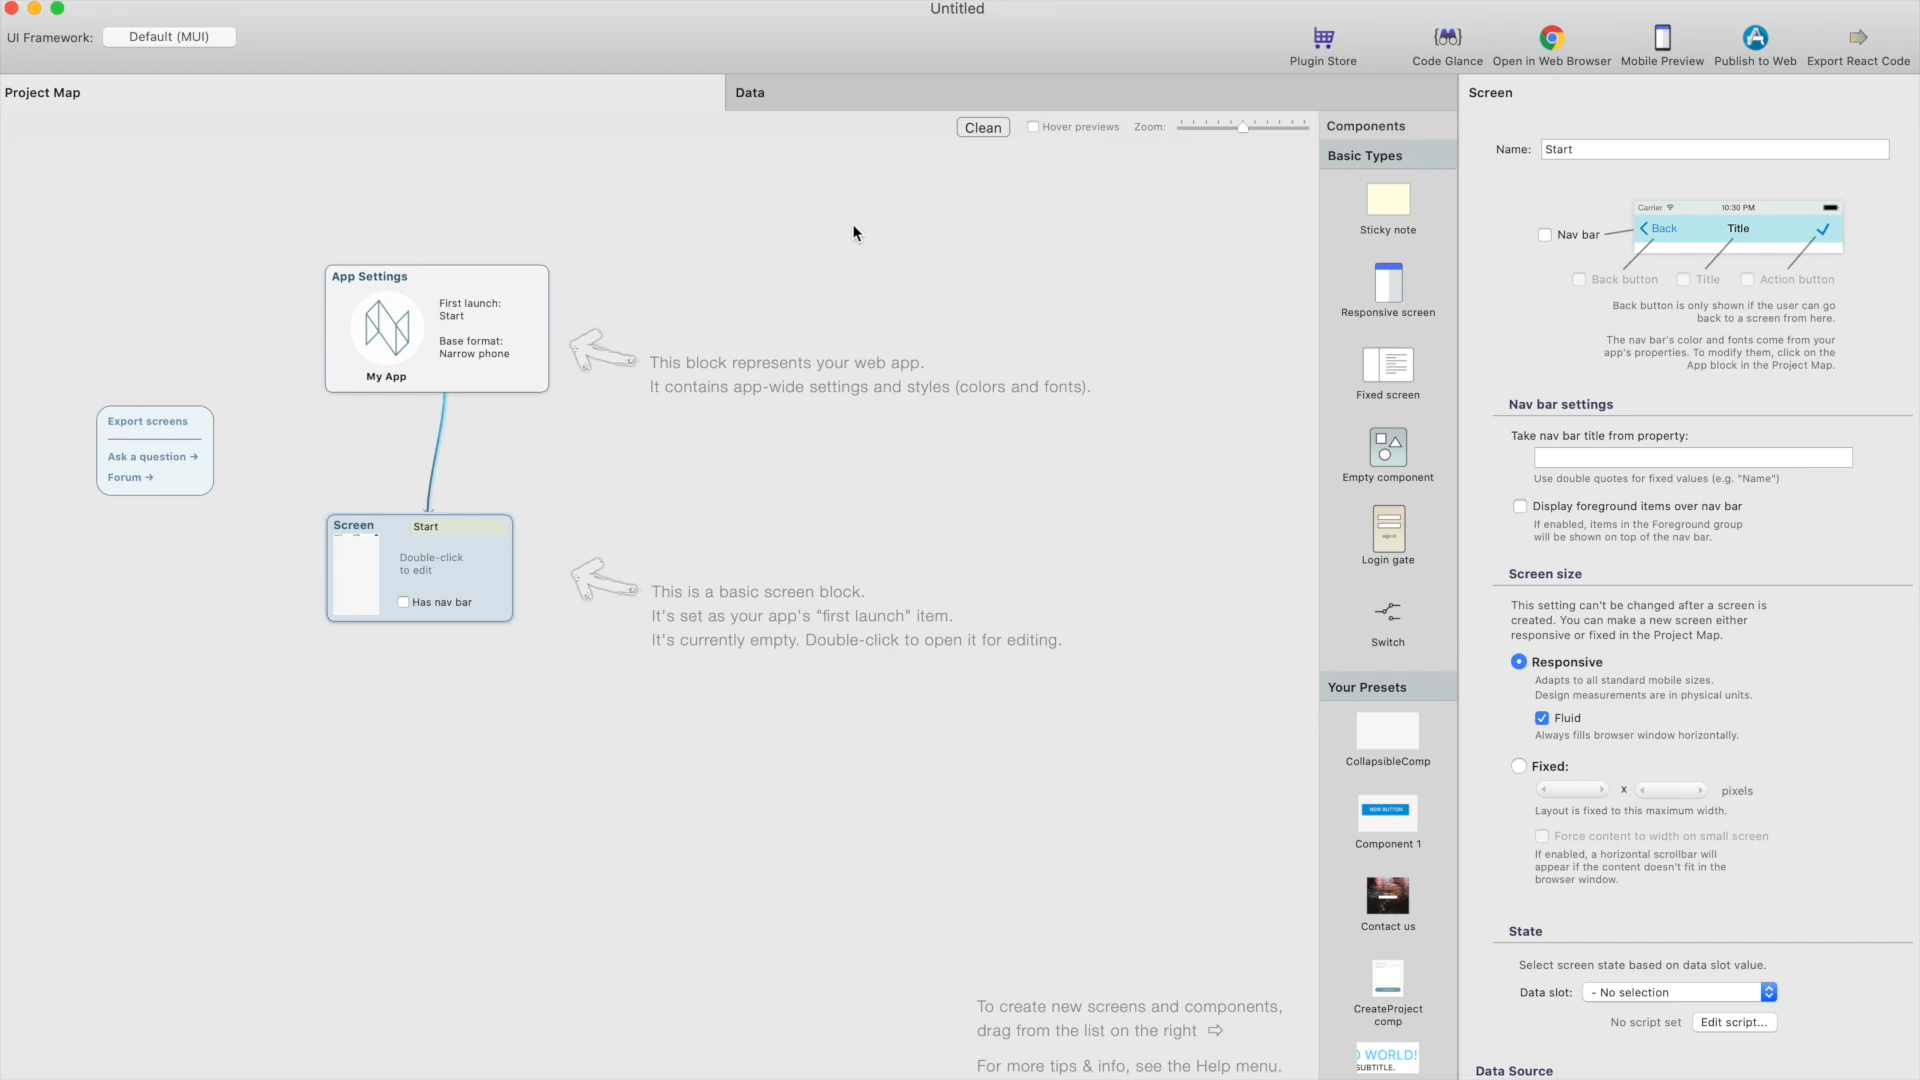 Untitled
UI Framework:
Default (MUI)
Plugin Store
Code Glance
Open in Web Browser
Mobile Preview
Publish to Web
Export React Code
Project Map
Data
Clean
Hover previews
Zoom:
App Settings
First launch:
Start
Base format:
Narrow phone
My App
This block represents your web app.
It contains app-wide settings and styles (colors and fonts).
Export screens
Ask a question →
Forum →
Screen
Start
Double-click
to edit
Has nav bar
This is a basic screen block.
It's set as your app's "first launch" item.
It's currently empty. Double-click to open it for editing.
To create new screens and components,
drag from the list on the right ⇨
For more tips & info, see the Help menu.
Components
Basic Types
Sticky note
Responsive screen
Fixed screen
Empty component
sign in
Login gate
Switch
Your Presets
CollapsibleComp
NEW BUTTON
Component 1
Contact us
CreateProject
comp
O WORLD!
SUBTITLE.
Screen
Name:
Start
Carrier
10:30 PM
Nav bar
Back
Title
Back button
Title
Action button
Back button is only shown if the user can go
back to a screen from here.
The nav bar's color and fonts come from your
app's properties. To modify them, click on the
App block in the Project Map.
Nav bar settings
Take nav bar title from property:
Use double quotes for fixed values (e.g. "Name")
Display foreground items over nav bar
If enabled, items in the Foreground group
will be shown on top of the nav bar.
Screen size
This setting can't be changed after a screen is
created. You can make a new screen either
responsive or fixed in the Project Map.
Responsive
Adapts to all standard mobile sizes.
Design measurements are in physical units.
Fluid
Always fills browser window horizontally.
Fixed:
x
pixels
Layout is fixed to this maximum width.
Force content to width on small screen
If enabled, a horizontal scrollbar will
appear if the content doesn't fit in the
browser window.
State
Select screen state based on data slot value.
Data slot:
- No selection
No script set
Edit script...
Data Source